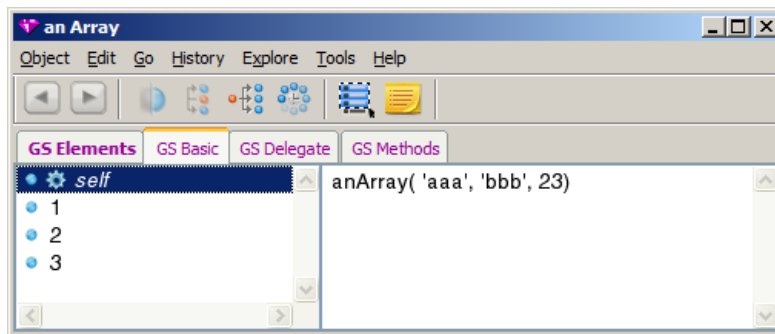 an Array
Object Edit Go History Explore Tools Help
GS Elements GS Basic GS Delegate GS Methods
self
anArray( 'aaa', 'bbb', 23)
1
2
3